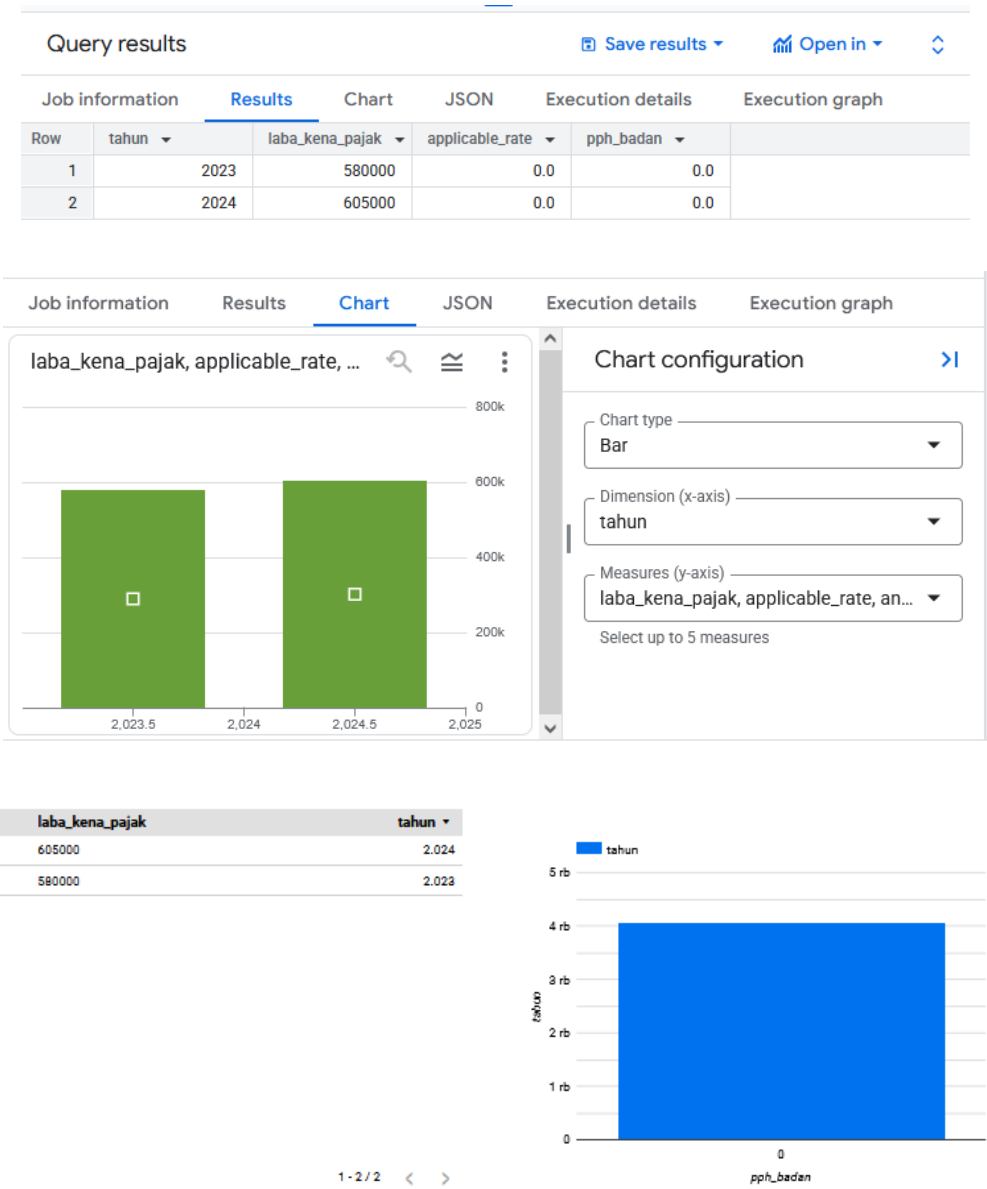 Query results Save results Open in
Job information Results Chart JSON Execution details Execution graph
Row tahun laba_kena_pajak applicable_rate pph_badan
1 2023 580000 0.0 0.0
2 2024 605000 0.0 0.0
Job information Results Chart JSON Execution details Execution graph
laba_kena_pajak, applicable_rate, ...
800k
600k
400k
200k
0
2,023.5 2,024 2,024.5 2,025
Chart configuration
Chart type
Bar
Dimension (x-axis)
tahun
Measures (y-axis)
laba_kena_pajak, applicable_rate, an...
Select up to 5 measures
laba_kena_pajak tahun
605000 2.024
580000 2.023
1 - 2 / 2
tahun
5 rb
4 rb
3 rb
2 rb
1 rb
0
tahun
0
pph_badan